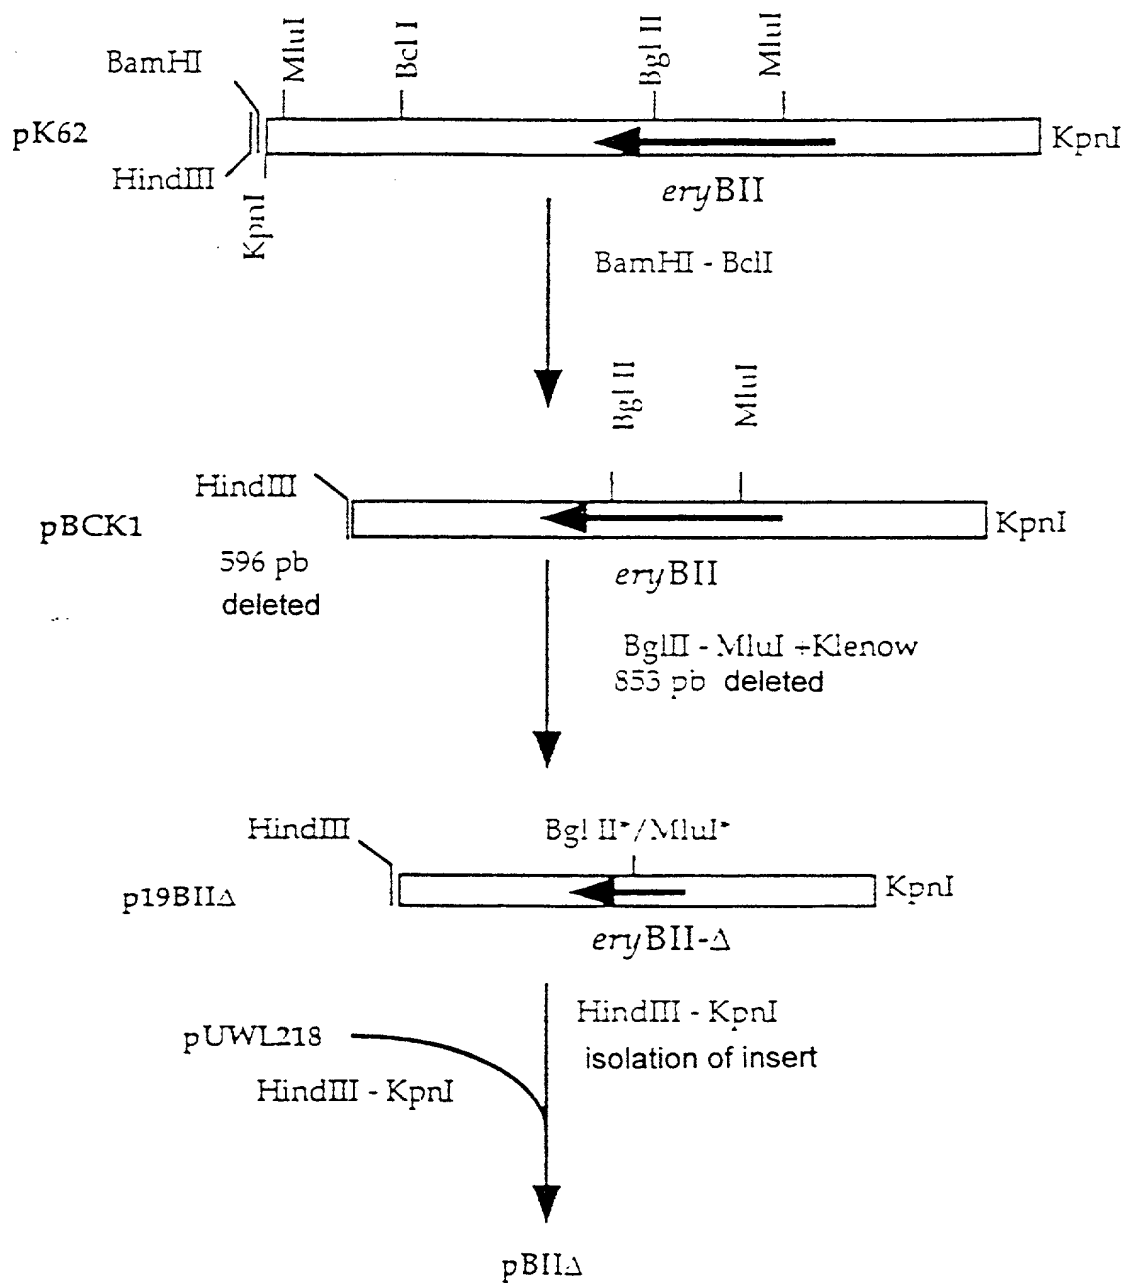 MluI
Bcl I
Bgl II
MluI
BamHI
pK62
KpnI
HindIII
KpnI
eryBII
BamHI - BclI
Bgl II
MluI
HindIII
pBCK1
KpnI
596 pb
deleted
eryBII
BglII - MluI +Klenow
853 pb deleted
HindIII
Bgl II*/MluI*
p19BIIΔ
KpnI
eryBII-Δ
HindIII - KpnI
pUWL218
isolation of insert
HindIII - KpnI
pBIIΔ